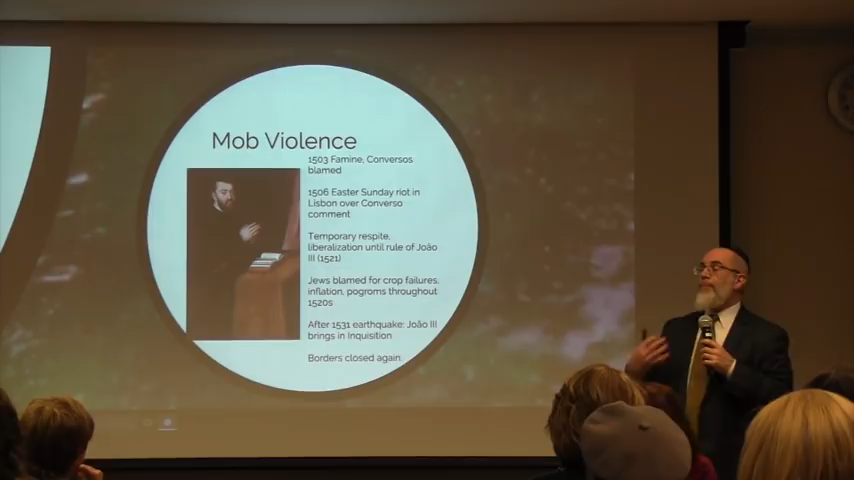 Mob Violence
1503 Famine, Conversos
blamed
1506 Easter Sunday riot in
Lisbon over Converso
comment
Temporary respite,
liberalization until rule of João
III (1521)
Jews blamed for crop failures,
inflation, pogroms throughout
1520s
After 1531 earthquake: João III
brings in Inquisition
Borders closed again.